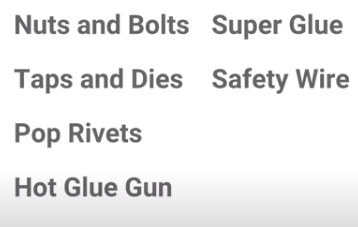 Nuts and Bolts
Taps and Dies
Pop Rivets
Hot Glue Gun
Super Glue
Safety Wire